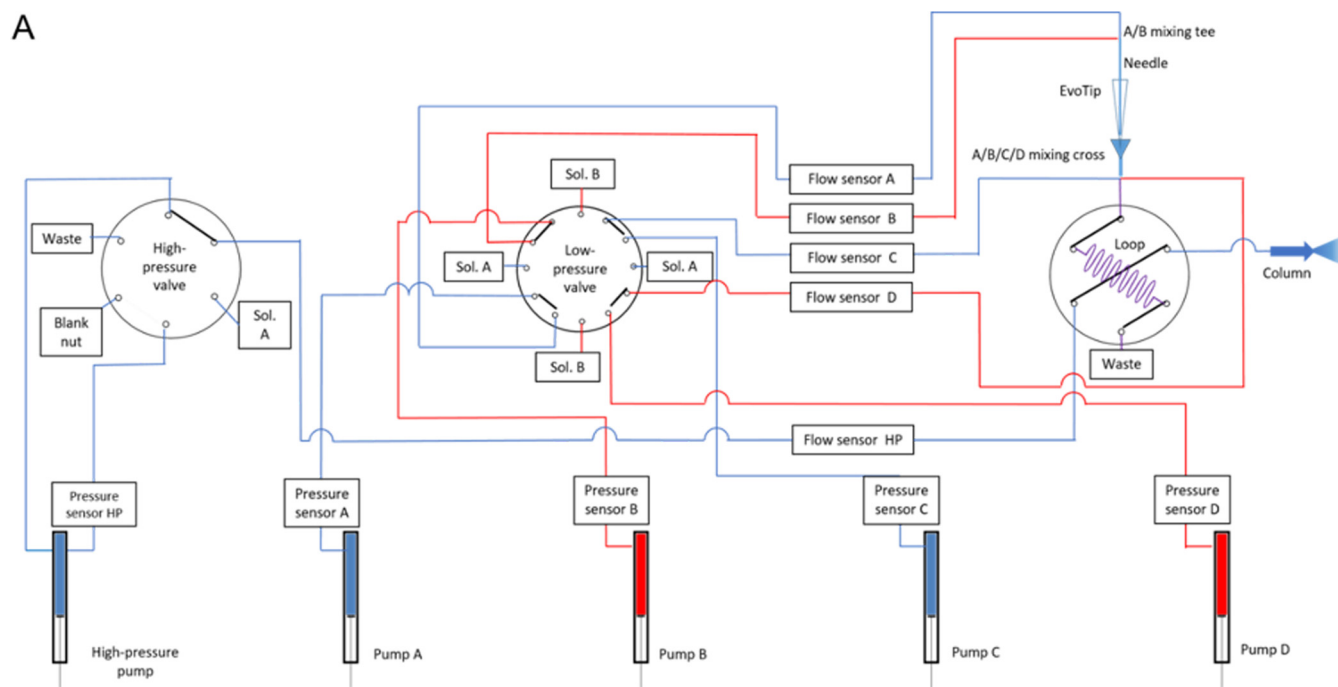 A
A/B mixing tee
Needle
EvoTip
A/B/C/D mixing cross
Flow sensor A
Sol. B
Flow sensor B
Waste
High-
pressure
valve
Low-
pressure
valve
Sol. A
Sol. A
Flow sensor C
Loop
Column
Flow sensor D
Blank
nut
Sol.
A
Sol. B
Waste
Flow sensor HP
Pressure
sensor HP
Pressure
sensor A
Pressure
sensor B
Pressure
sensor C
Pressure
sensor D
High-pressure
pump
Pump A
Pump B
Pump C
Pump D